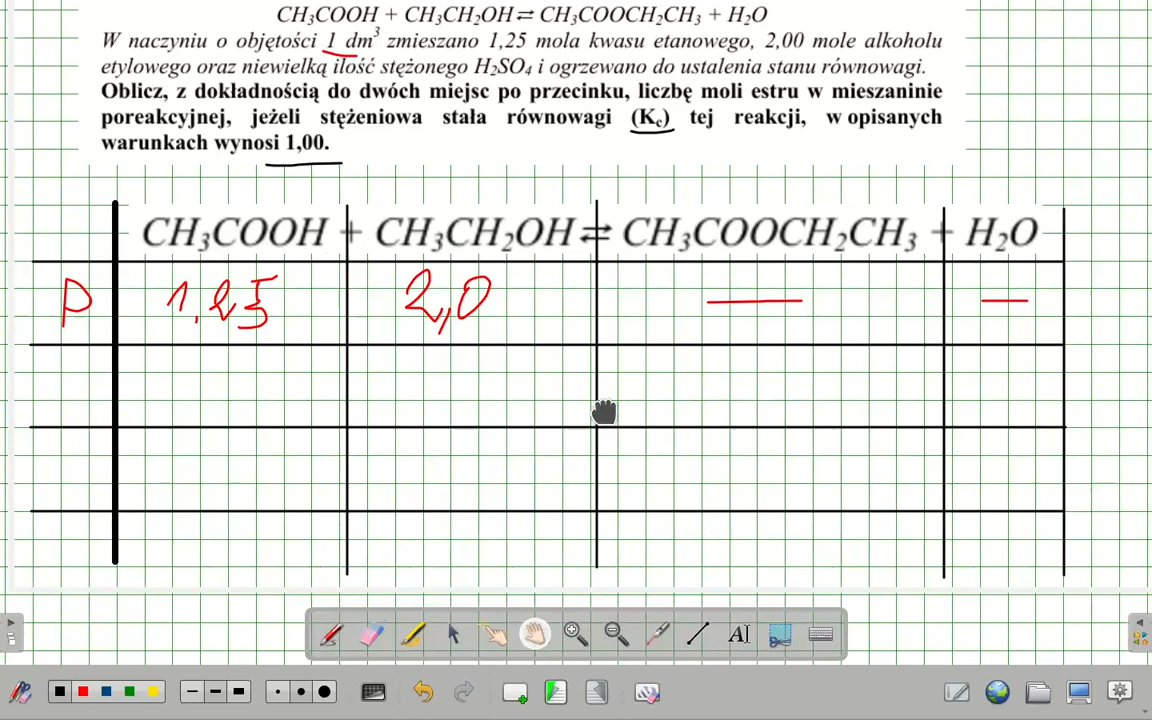 CH₃COOH + CH₃CH₂OH ⇌ CH₃COOCH₂CH₃ + H₂O
W naczyniu o objętości 1 dm³ zmieszano 1,25 mola kwasu etanowego, 2,00 mole alkoholu
etylowego oraz niewielką ilość stężonego H₂SO₄ i ogrzewano do ustalenia stanu równowagi.
Oblicz, z dokładnością do dwóch miejsc po przecinku, liczbę moli estru w mieszaninie
poreakcyjnej, jeżeli stężeniowa stała równowagi (K꜀) tej reakcji, w opisanych
warunkach wynosi 1,00.
CH₃COOH + CH₃CH₂OH ⇌ CH₃COOCH₂CH₃ + H₂O
P 1,25 2,0 — —
AI